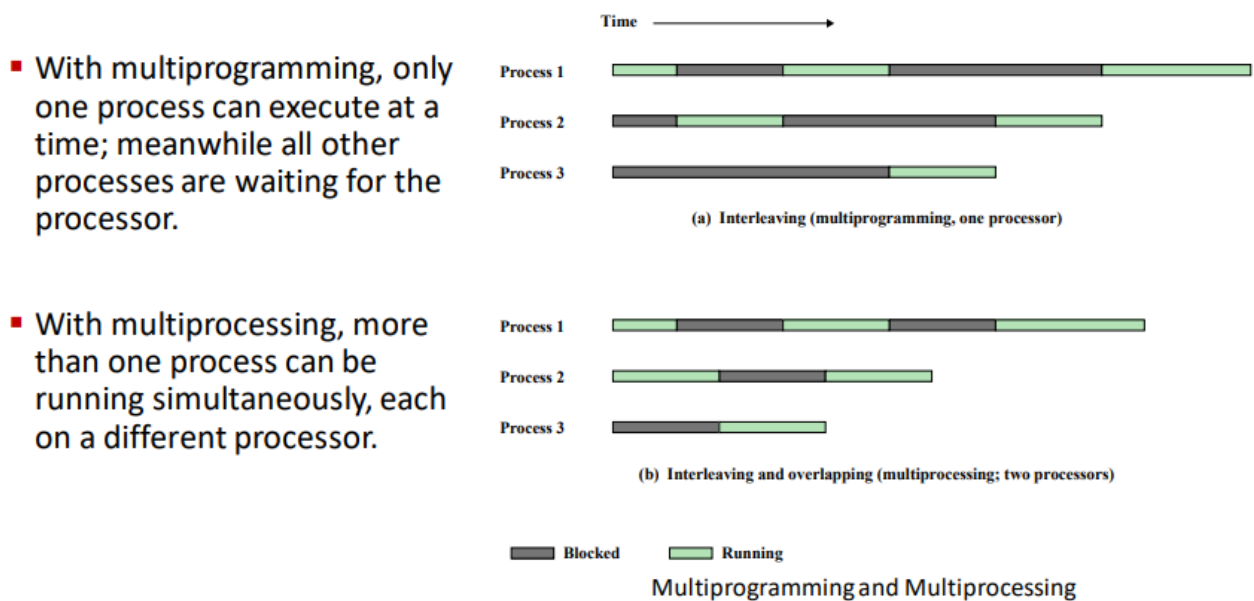 Time
▪ With multiprogramming, only
one process can execute at a
time; meanwhile all other
processes are waiting for the
processor.
Process 1
Process 2
Process 3
(a) Interleaving (multiprogramming, one processor)
▪ With multiprocessing, more
than one process can be
running simultaneously, each
on a different processor.
Process 1
Process 2
Process 3
(b) Interleaving and overlapping (multiprocessing; two processors)
Blocked
Running
Multiprogramming and Multiprocessing